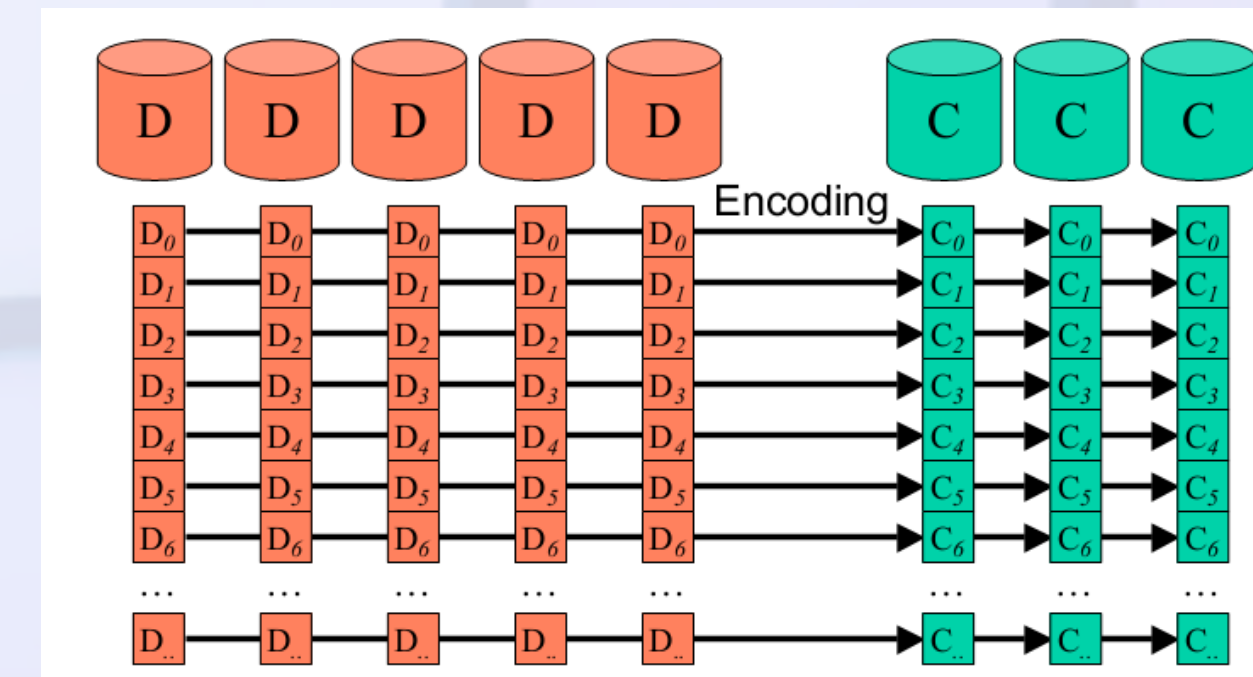 D D D D D C C C
Encoding
D0 D0 D0 D0 D0 C0 C0 C0
D1 D1 D1 D1 D1 C1 C1 C1
D2 D2 D2 D2 D2 C2 C2 C2
D3 D3 D3 D3 D3 C3 C3 C3
D4 D4 D4 D4 D4 C4 C4 C4
D5 D5 D5 D5 D5 C5 C5 C5
D6 D6 D6 D6 D6 C6 C6 C6
... ... ... ... ... ... ... ...
D.. D.. D.. D.. D.. C.. C.. C..